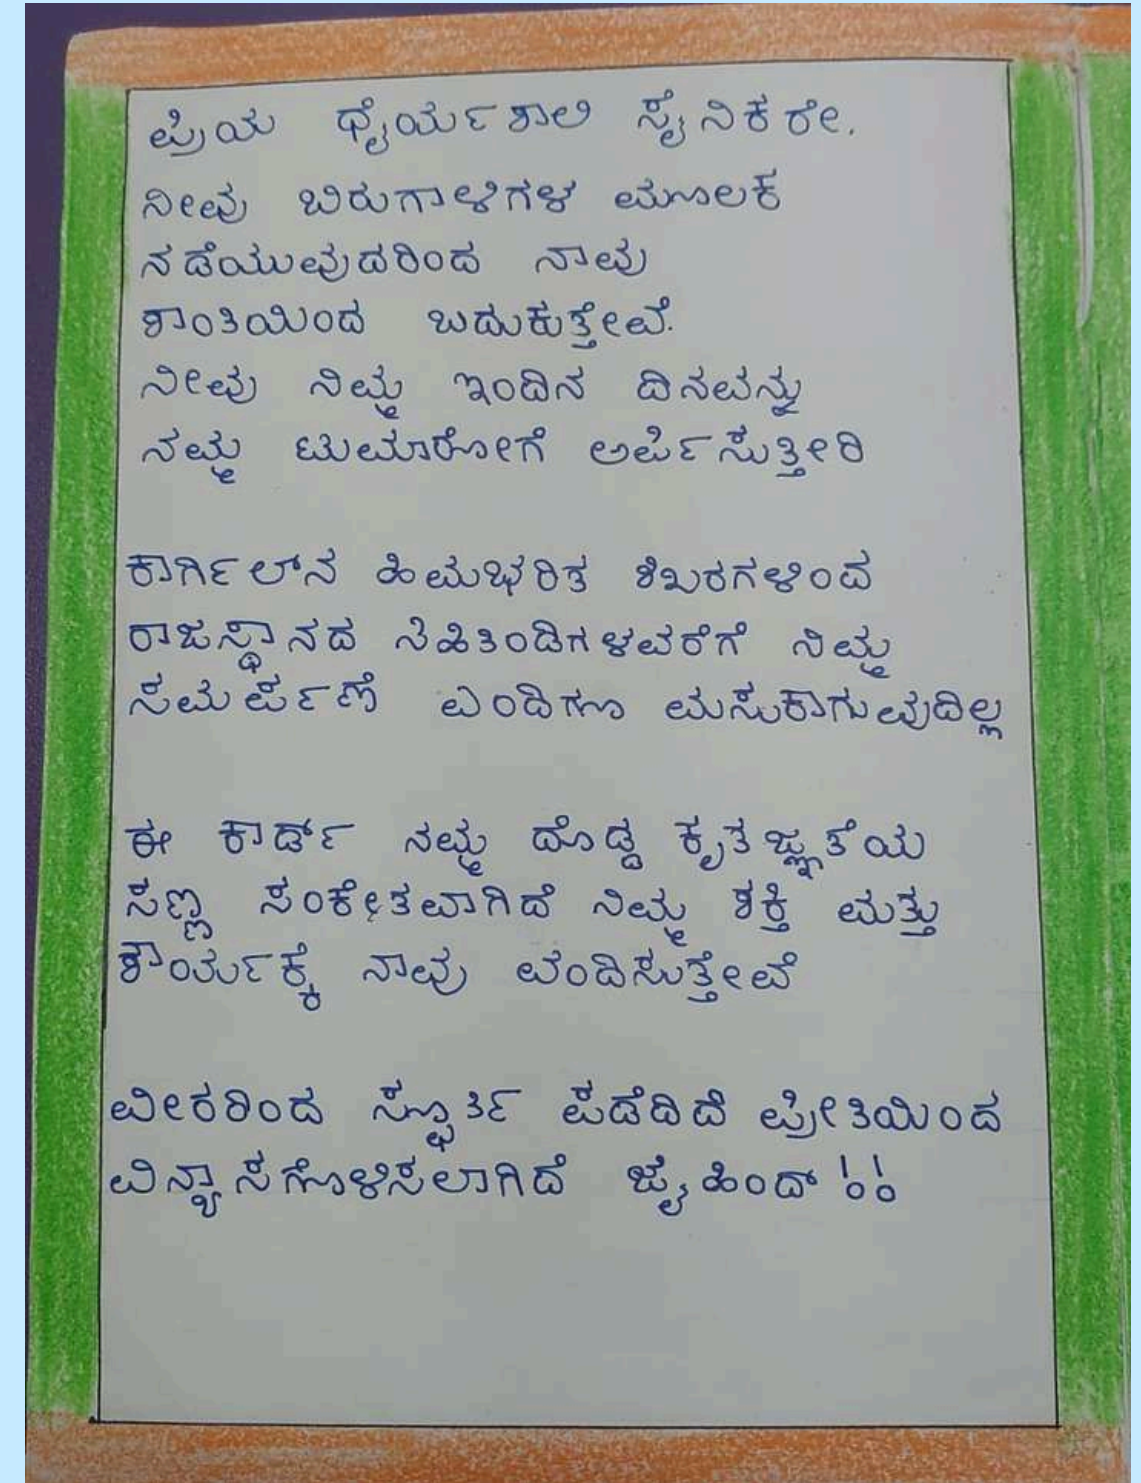 ಪ್ರಿಯ ಧೈರ್ಯಶಾಲಿ ಸೈನಿಕರೇ.
ನೀವು ಬಿರುಗಾಳಿಗಳ ಮೂಲಕ
ನಡೆಯುವುದರಿಂದ ನಾವು
ಶಾಂತಿಯಿಂದ ಬದುಕುತ್ತೇವೆ.
ನೀವು ನಿಮ್ಮ ಇಂದಿನ ದಿನವನ್ನು
ನಮ್ಮ ಟುಮಾರೋಗೆ ಅರ್ಪಿಸುತ್ತೀರಿ
ಕಾರ್ಗಿಲ್‌ನ ಹಿಮಭರಿತ ಶಿಖರಗಳಿಂದ
ರಾಜಸ್ಥಾನದ ಸಿಹಿತಿಂಡಿಗಳವರೆಗೆ ನಿಮ್ಮ
ಸಮರ್ಪಣೆ ಎಂದಿಗೂ ಮಸುಕಾಗುವುದಿಲ್ಲ
ಈ ಕಾರ್ಡ್ ನಮ್ಮ ದೊಡ್ಡ ಕೃತಜ್ಞತೆಯ
ಸಣ್ಣ ಸಂಕೇತವಾಗಿದೆ ನಿಮ್ಮ ಶಕ್ತಿ ಮತ್ತು
ಶೌರ್ಯಕ್ಕೆ ನಾವು ವಂದಿಸುತ್ತೇವೆ
ವೀರರಿಂದ ಸ್ಫೂರ್ತಿ ಪಡೆದಿದೆ ಪ್ರೀತಿಯಿಂದ
ವಿನ್ಯಾಸಗೊಳಿಸಲಾಗಿದೆ ಜೈ ಹಿಂದ್ !!